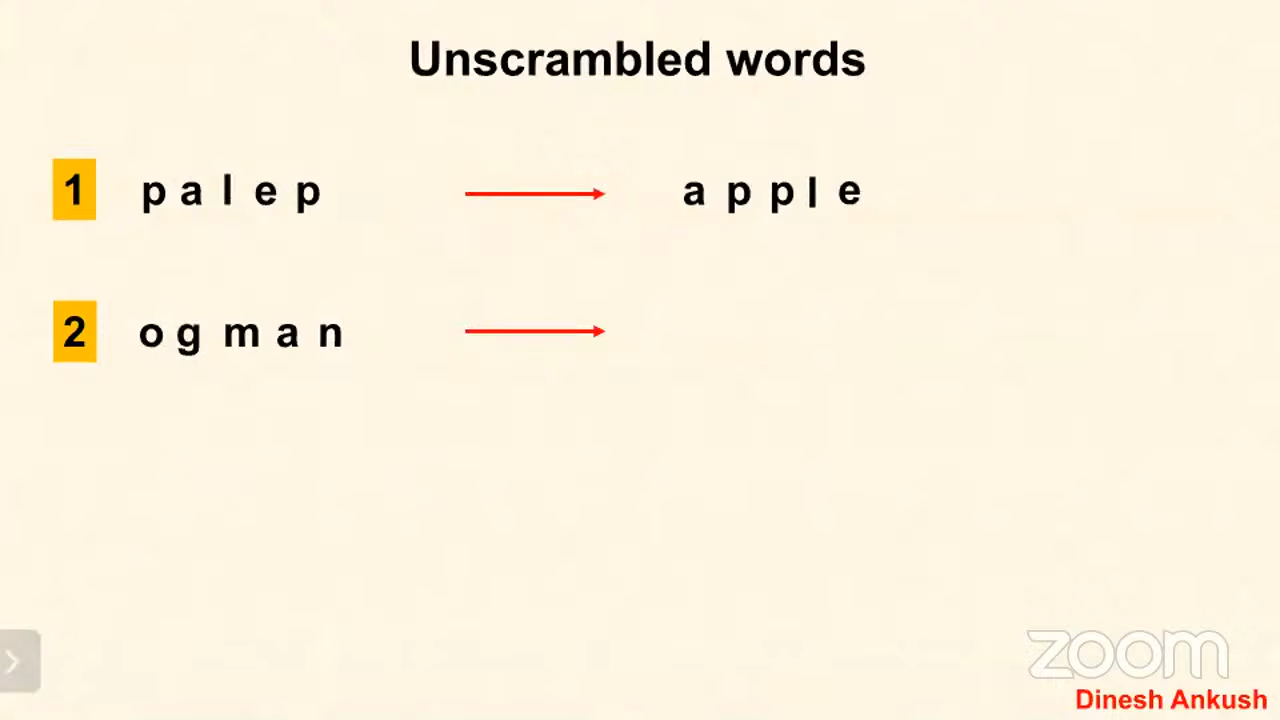 Unscrambled words
1 p a l e p → a p p l e
2 o g m a n →
zoom
Dinesh Ankush